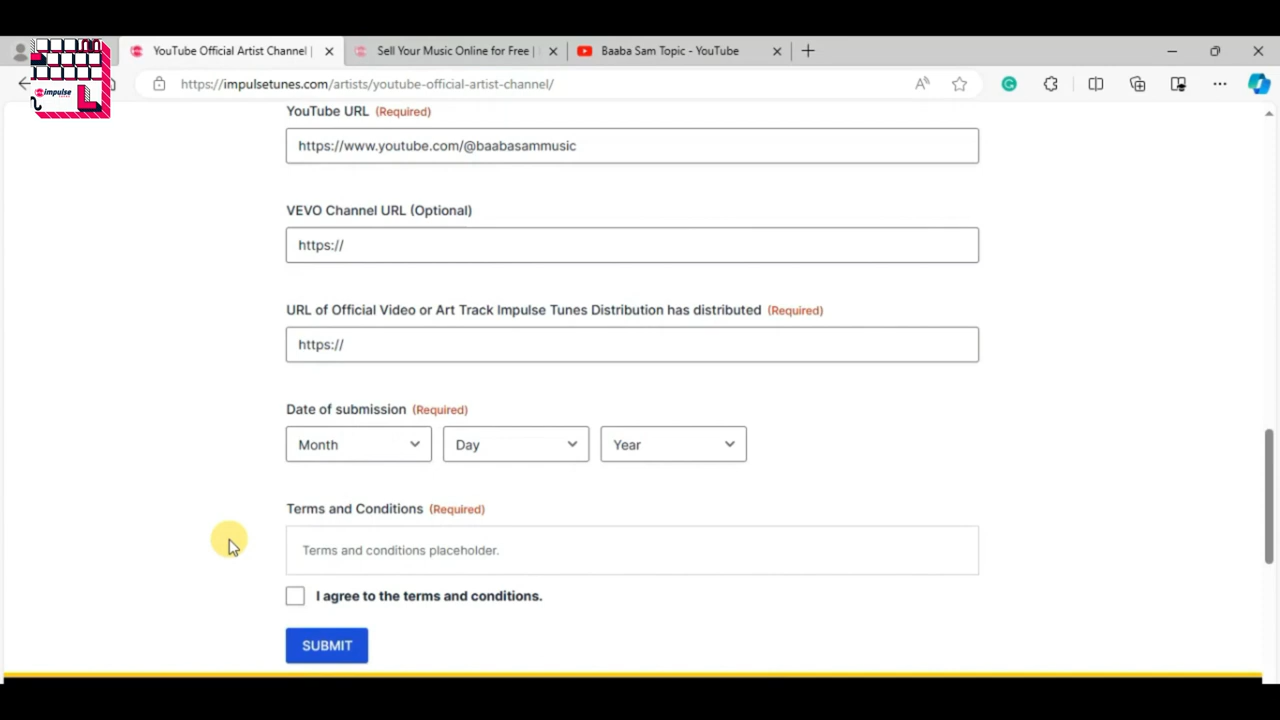 YouTube Official Artist Channel |
Sell Your Music Online for Free |
Baaba Sam Topic - YouTube
https://impulsetunes.com/artists/youtube-official-artist-channel/
impulse
YouTube URL (Required)
https://www.youtube.com/@baabasammusic
VEVO Channel URL (Optional)
https://
URL of Official Video or Art Track Impulse Tunes Distribution has distributed (Required)
https://
Date of submission (Required)
Month Day Year
Terms and Conditions (Required)
Terms and conditions placeholder.
I agree to the terms and conditions.
SUBMIT